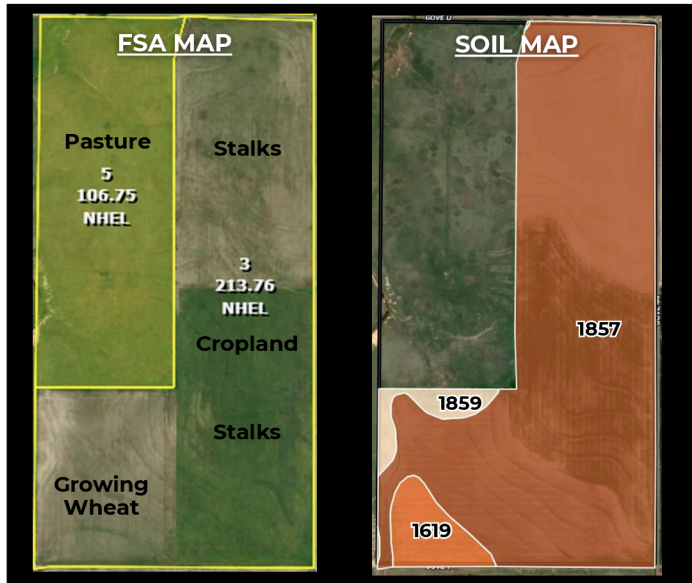 FSA MAP
Pasture
5
106.75
NHEL
Stalks
3
213.76
NHEL
Cropland
Stalks
Growing
Wheat
GOVE U
SOIL MAP
1857
1859
1619